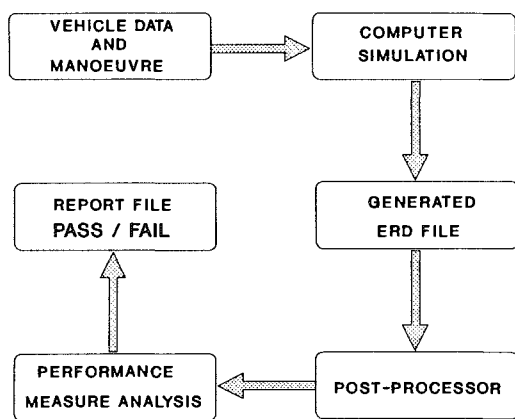 VEHICLE DATA
AND
MANOEUVRE
COMPUTER
SIMULATION
GENERATED
ERD FILE
POST-PROCESSOR
PERFORMANCE
MEASURE ANALYSIS
REPORT FILE
PASS / FAIL